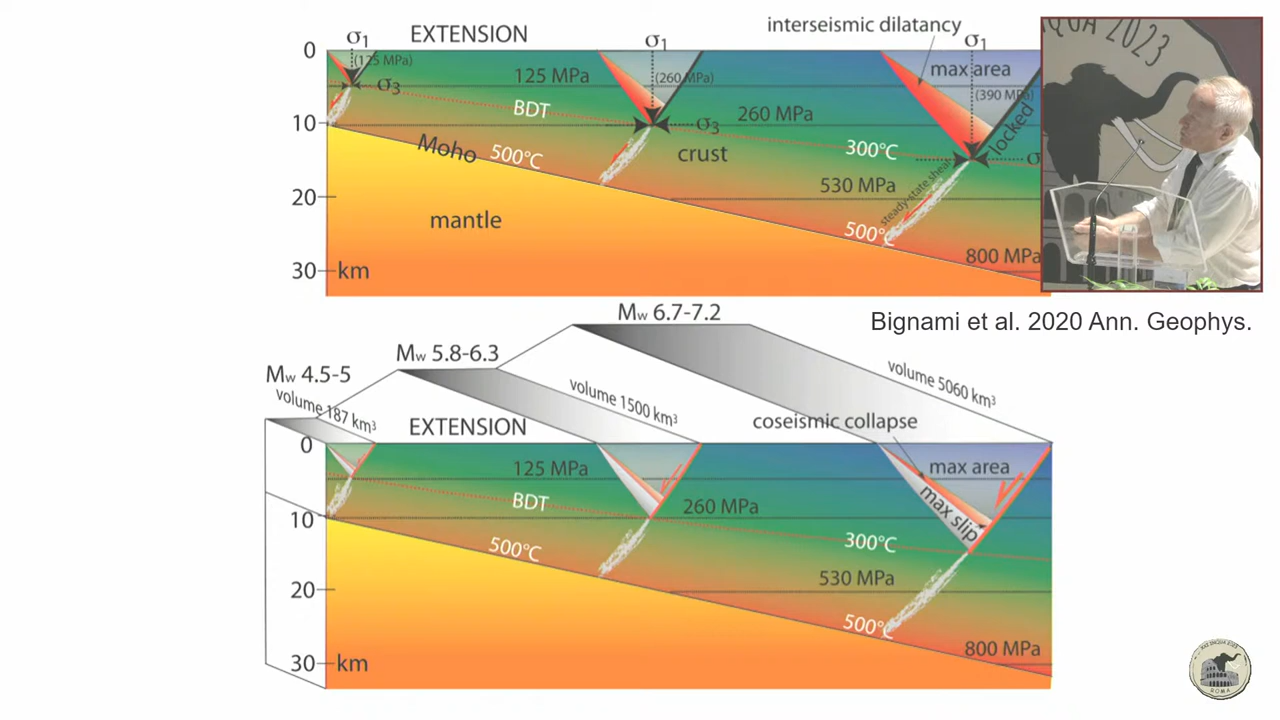 EXTENSION
interseismic dilatancy
QUA 2023
σ1
σ1
σ1
0
(125 MPa)
125 MPa
(260 MPa)
max area
(390 MPa)
σ3
BDT
260 MPa
10
σ3
locked
Moho
500°C
crust
300°C
σ
530 MPa
steady-state shear
20
mantle
500°C
800 MPa
30
km
Mw 6.7-7.2
Bignami et al. 2020 Ann. Geophys.
Mw 5.8-6.3
Mw 4.5-5
volume 187 km³
volume 1500 km³
volume 5060 km³
EXTENSION
coseismic collapse
0
125 MPa
max area
BDT
260 MPa
max slip
10
500°C
300°C
530 MPa
20
500°C
800 MPa
30
km
ROMA